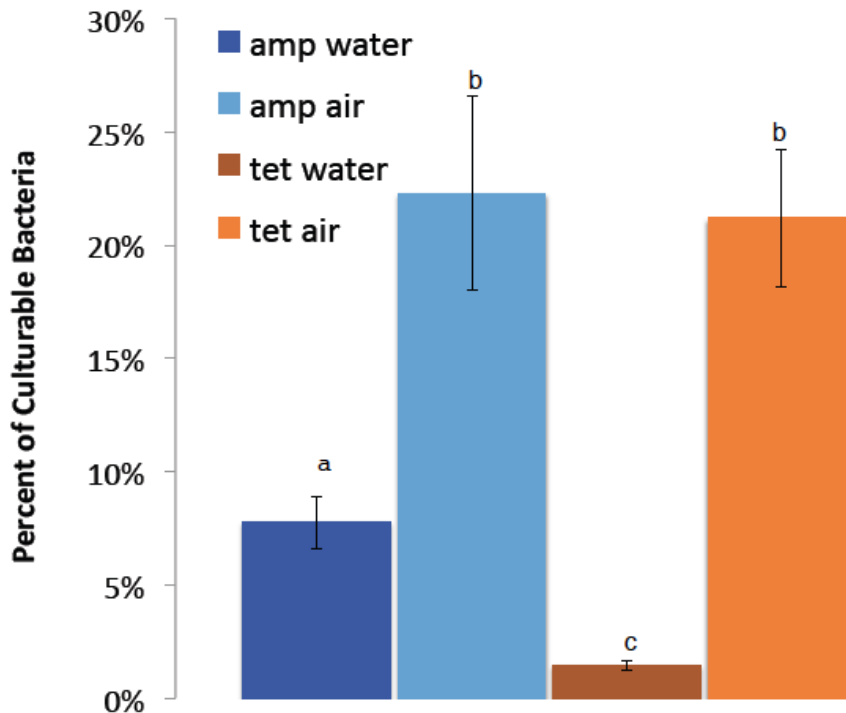 30%
25%
20%
15%
10%
5%
0%
Percent of Culturable Bacteria
amp water
amp air
tet water
tet air
a
b
c
b